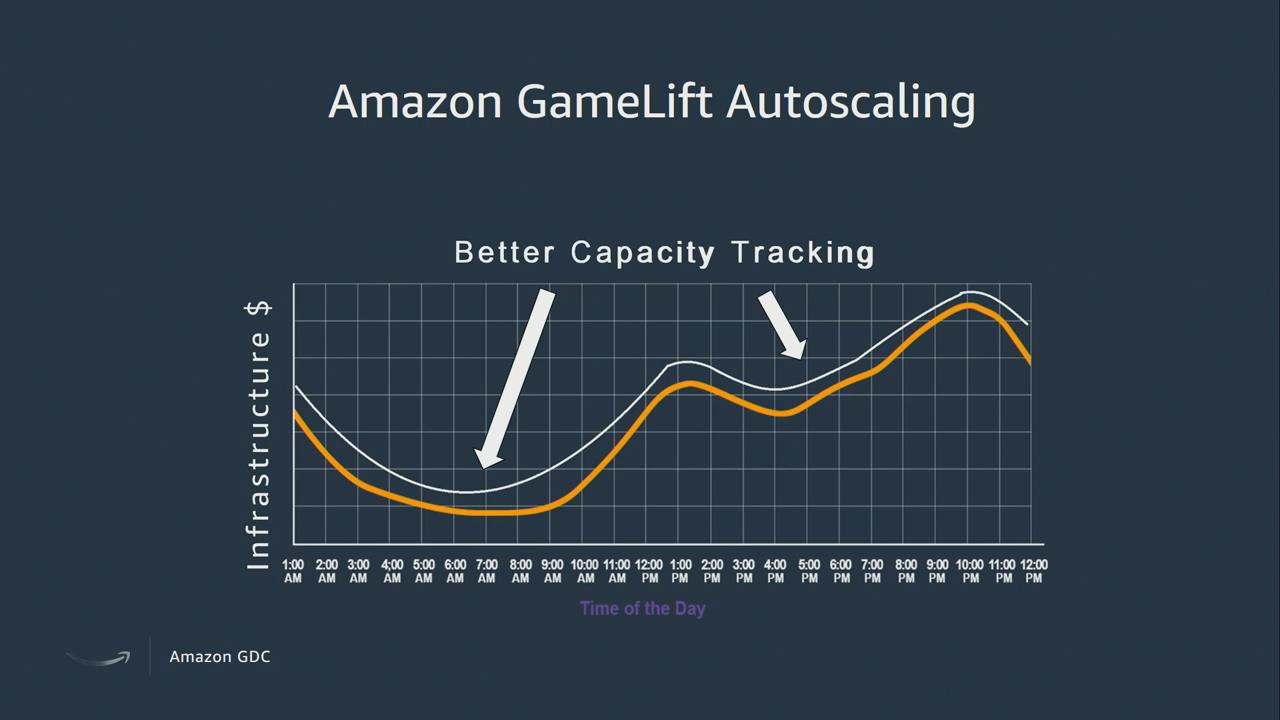 Amazon GameLift Autoscaling
Better Capacity Tracking
Infrastructure $
1:00 AM 2:00 AM 3:00 AM 4:00 AM 5:00 AM 6:00 AM 7:00 AM 8:00 AM 9:00 AM 10:00 AM 11:00 AM 12:00 PM 1:00 PM 2:00 PM 3:00 PM 4:00 PM 5:00 PM 6:00 PM 7:00 PM 8:00 PM 9:00 PM 10:00 PM 11:00 PM 12:00 PM
Time of the Day
Amazon GDC